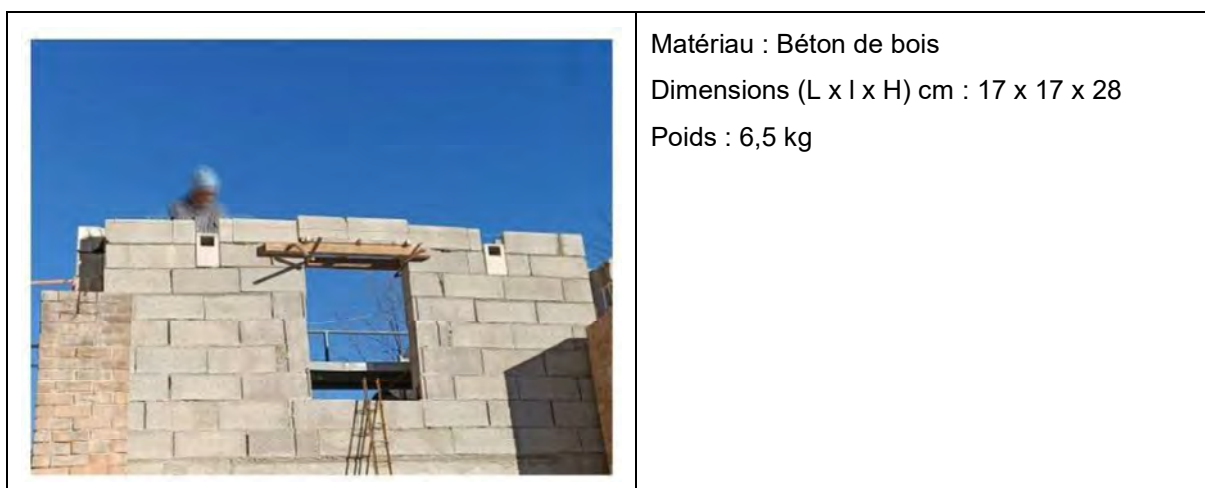 Matériau : Béton de bois
Dimensions (L x l x H) cm : 17 x 17 x 28
Poids : 6,5 kg